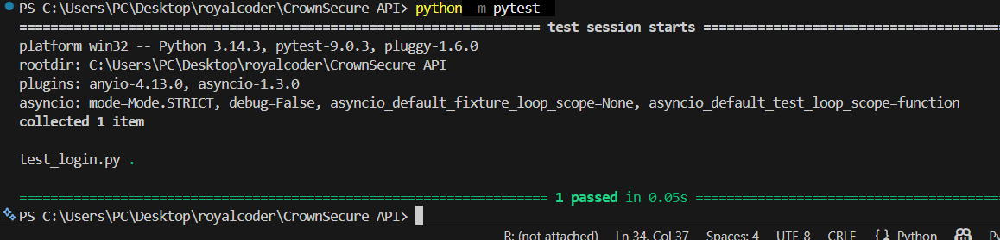 PS C:\Users\PC\Desktop\royalcoder\CrownSecure API> python -m pytest
============================= test session starts =============================
platform win32 -- Python 3.14.3, pytest-9.0.3, pluggy-1.6.0
rootdir: C:\Users\PC\Desktop\royalcoder\CrownSecure API
plugins: anyio-4.13.0, asyncio-1.3.0
asyncio: mode=Mode.STRICT, debug=False, asyncio_default_fixture_loop_scope=None, asyncio_default_test_loop_scope=function
collected 1 item
test_login.py .
============================= 1 passed in 0.05s =============================
PS C:\Users\PC\Desktop\royalcoder\CrownSecure API>
R: (not attached) Ln 34, Col 37 Spaces: 4 UTF-8 CRLF {} Python